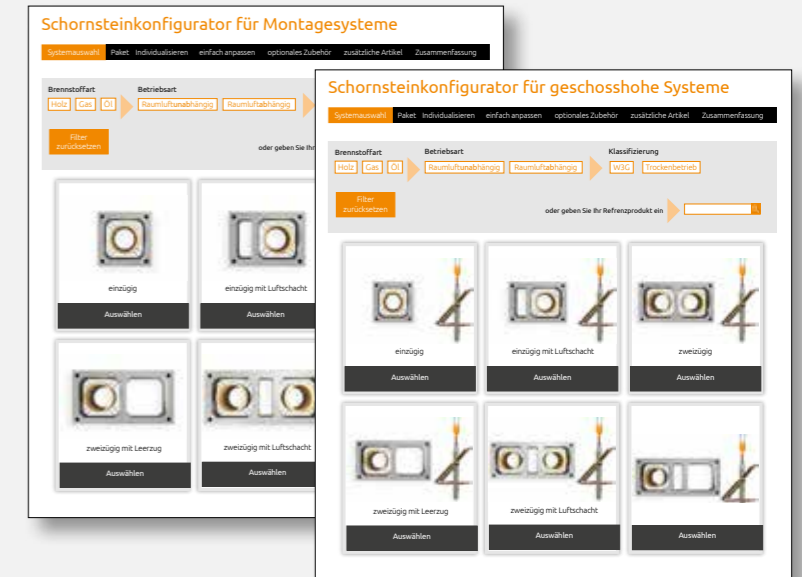 Schornsteinkonfigurator für Montagesysteme
Systemauswahl Paket Individualisieren einfach anpassen optionales Zubehör zusätzliche Artikel Zusammenfassung
Brennstoffart Betriebsart
Holz Gas Öl Raumluftunabhängig Raumluftabhängig
Filter
zurücksetzen
oder geben Sie Ihr
einzügig einzügig mit Luftschacht
Auswählen Auswählen
zweizügig mit Leerzug zweizügig mit Luftschacht
Auswählen Auswählen
Schornsteinkonfigurator für geschosshohe Systeme
Systemauswahl Paket Individualisieren einfach anpassen optionales Zubehör zusätzliche Artikel Zusammenfassung
Brennstoffart Betriebsart Klassifizierung
Holz Gas Öl Raumluftunabhängig Raumluftabhängig W3G Trockenbetrieb
Filter
zurücksetzen
oder geben Sie Ihr Refrenzprodukt ein
einzügig einzügig mit Luftschacht zweizügig
Auswählen Auswählen Auswählen
zweizügig mit Leerzug zweizügig mit Luftschacht
Auswählen Auswählen Auswählen